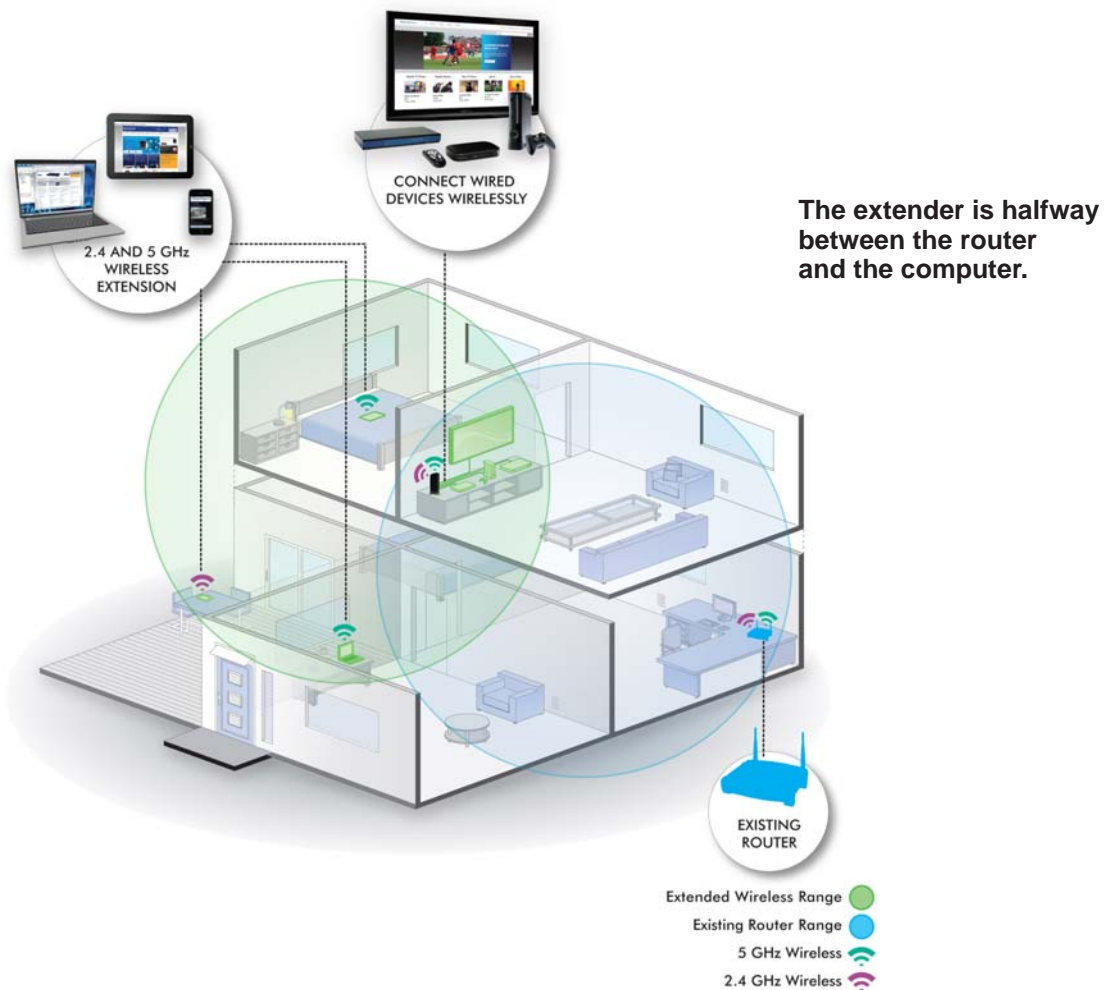 CONNECT WIRED
DEVICES WIRELESSLY
2.4 AND 5 GHz
WIRELESS
EXTENSION
The extender is halfway
between the router
and the computer.
EXISTING
ROUTER
Extended Wireless Range
Existing Router Range
5 GHz Wireless
2.4 GHz Wireless